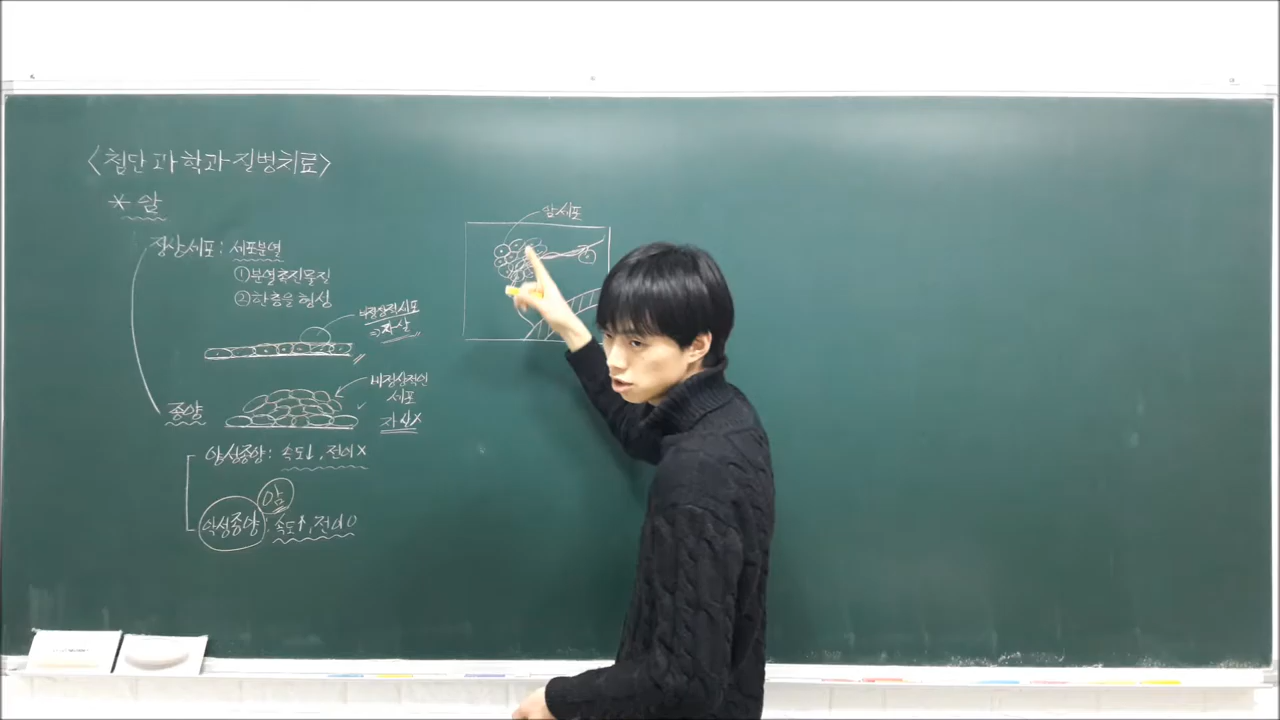 <첨단과학과 질병치료>
* 암
정상세포: 세포분열
①분열촉진물질
②한층을 형성
비정상적세포
⇒자살
비정상적인
세포
자살X
종양
양성종양: 속도↓, 전이X
암
악성종양: 속도↑, 전이O
암세포